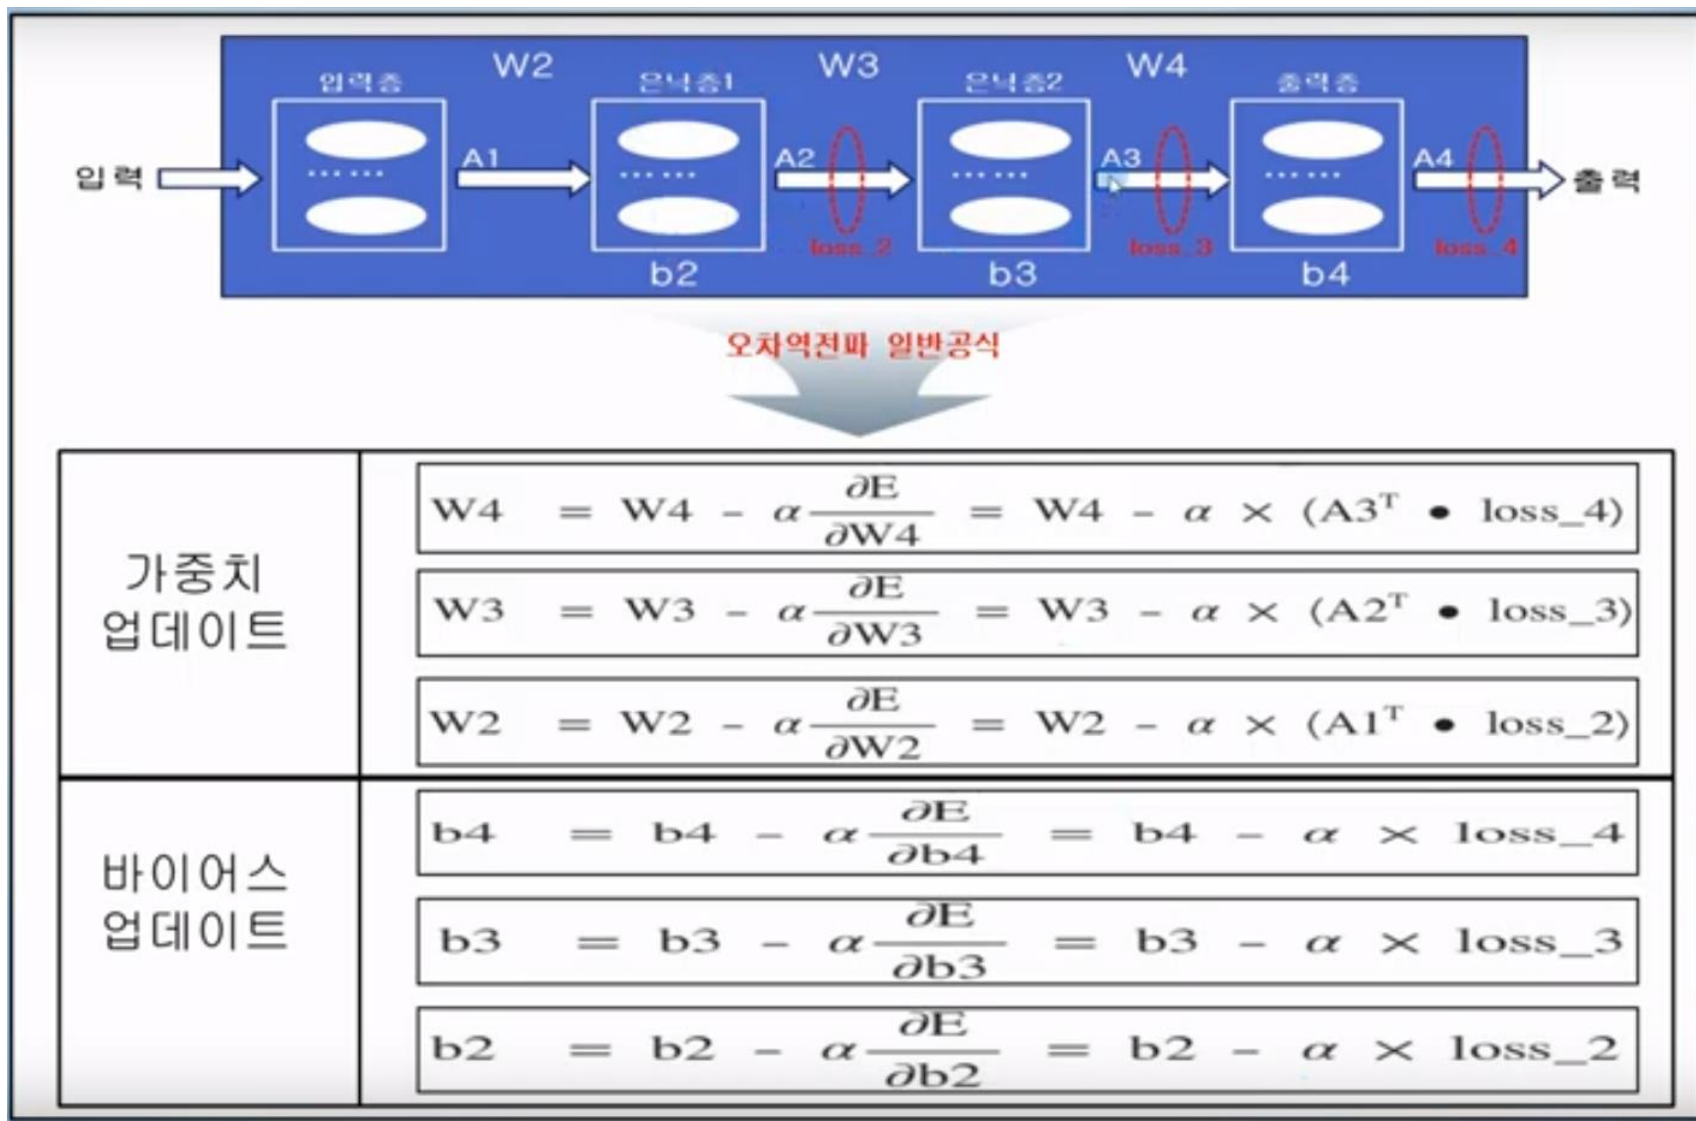 W2 W3 W4
입력층 은닉층1 은닉층2 출력층
입력 A1 A2 A3 A4 출력
loss_2 loss_3 loss_4
b2 b3 b4
오차역전파 일반공식
가중치
업데이트
W4 = W4 - α ∂E/∂W4 = W4 - α × (A3ᵀ • loss_4)
W3 = W3 - α ∂E/∂W3 = W3 - α × (A2ᵀ • loss_3)
W2 = W2 - α ∂E/∂W2 = W2 - α × (A1ᵀ • loss_2)
바이어스
업데이트
b4 = b4 - α ∂E/∂b4 = b4 - α × loss_4
b3 = b3 - α ∂E/∂b3 = b3 - α × loss_3
b2 = b2 - α ∂E/∂b2 = b2 - α × loss_2